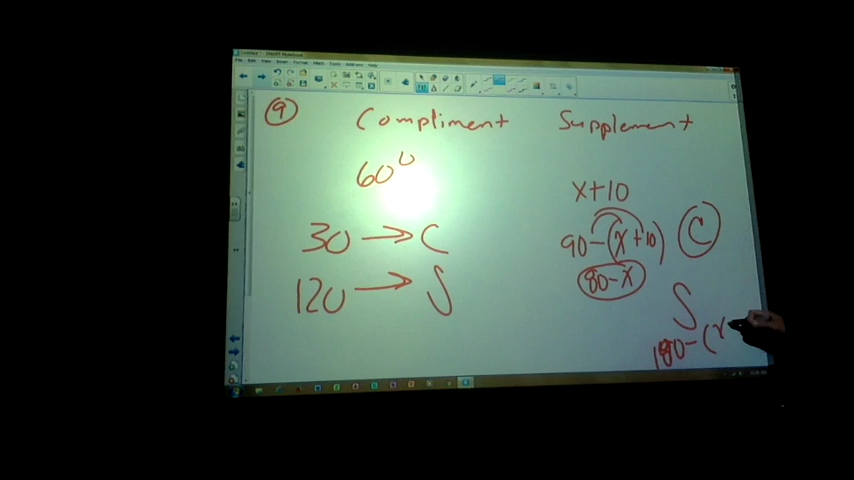 ⑨ Compliment Supplement
60°
x+10
30 → C
90-(x+10) C
120 → S
80-x
S
180-(x